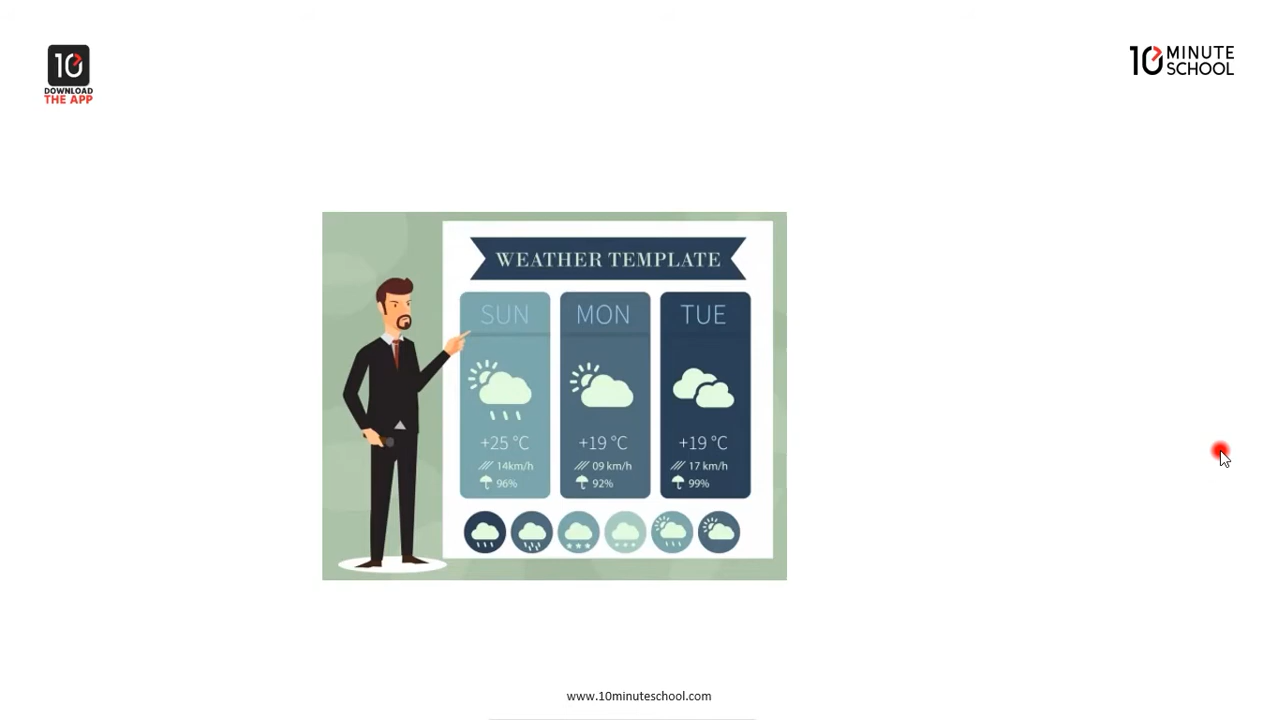 10
DOWNLOAD
THE APP
10 MINUTE
SCHOOL
WEATHER TEMPLATE
SUN MON TUE
+25 °C +19 °C +19 °C
14km/h 09 km/h 17 km/h
96% 92% 99%
www.10minuteschool.com